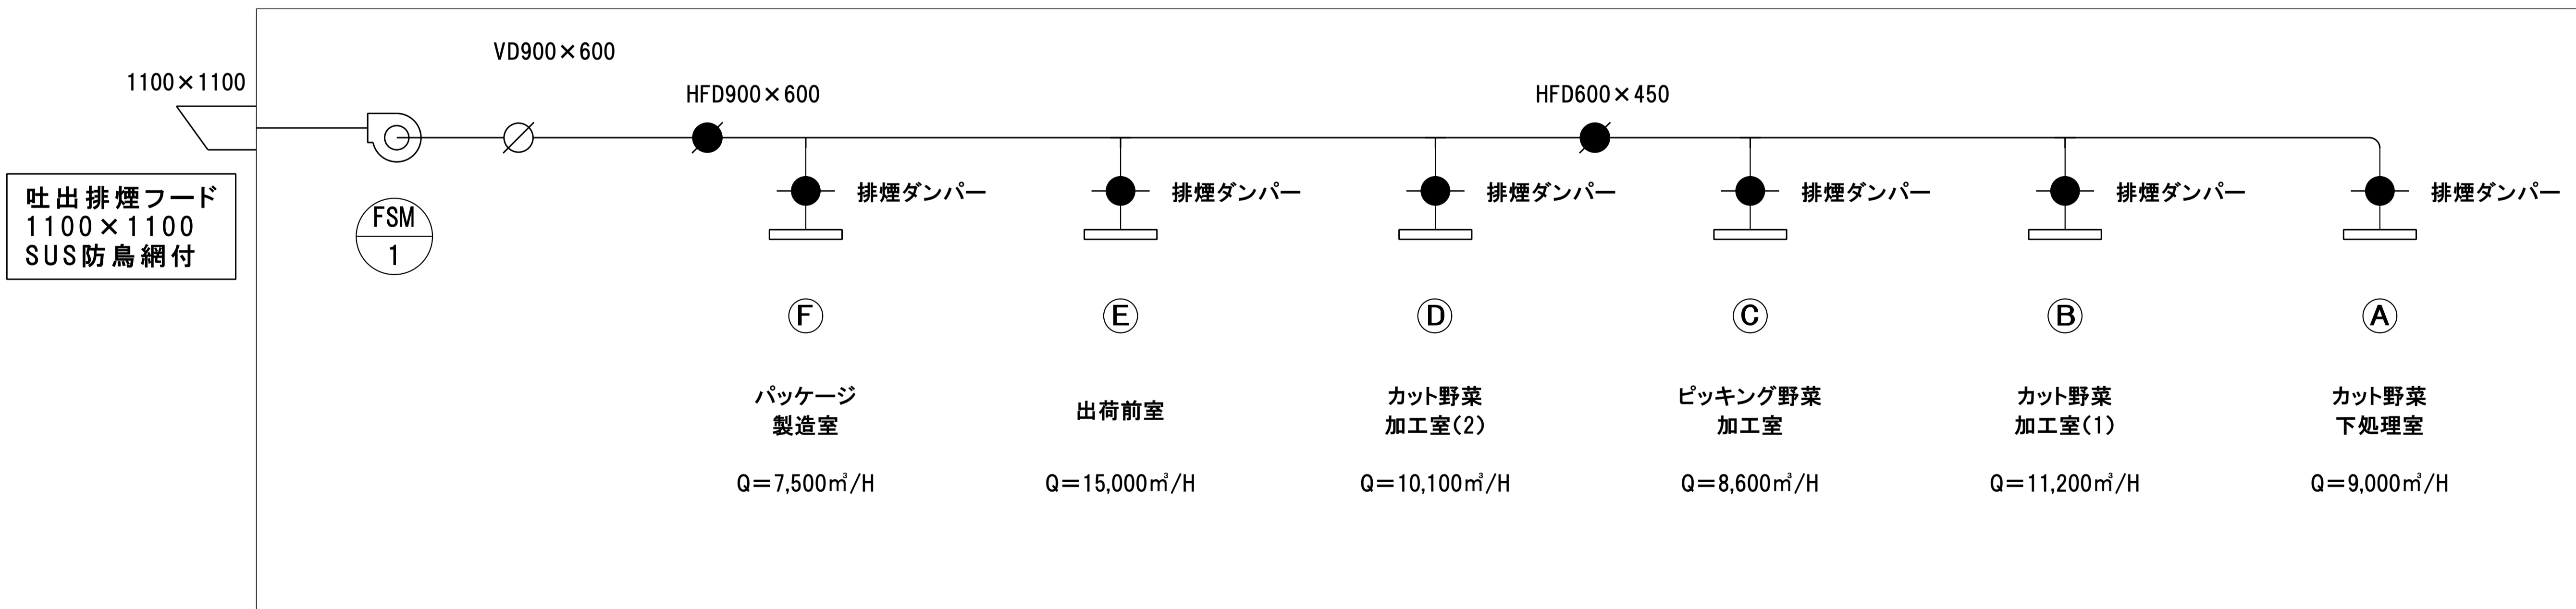 VD900×600
1100×1100
HFD900×600
HFD600×450
吐出排煙フード
1100×1100
SUS防鳥網付
FSM
1
排煙ダンパー
排煙ダンパー
排煙ダンパー
排煙ダンパー
排煙ダンパー
排煙ダンパー
Ⓕ
Ⓔ
Ⓓ
Ⓒ
Ⓑ
Ⓐ
パッケージ
製造室
Q=7,500㎥/H
出荷前室
Q=15,000㎥/H
カット野菜
加工室(2)
Q=10,100㎥/H
ピッキング野菜
加工室
Q=8,600㎥/H
カット野菜
加工室(1)
Q=11,200㎥/H
カット野菜
下処理室
Q=9,000㎥/H